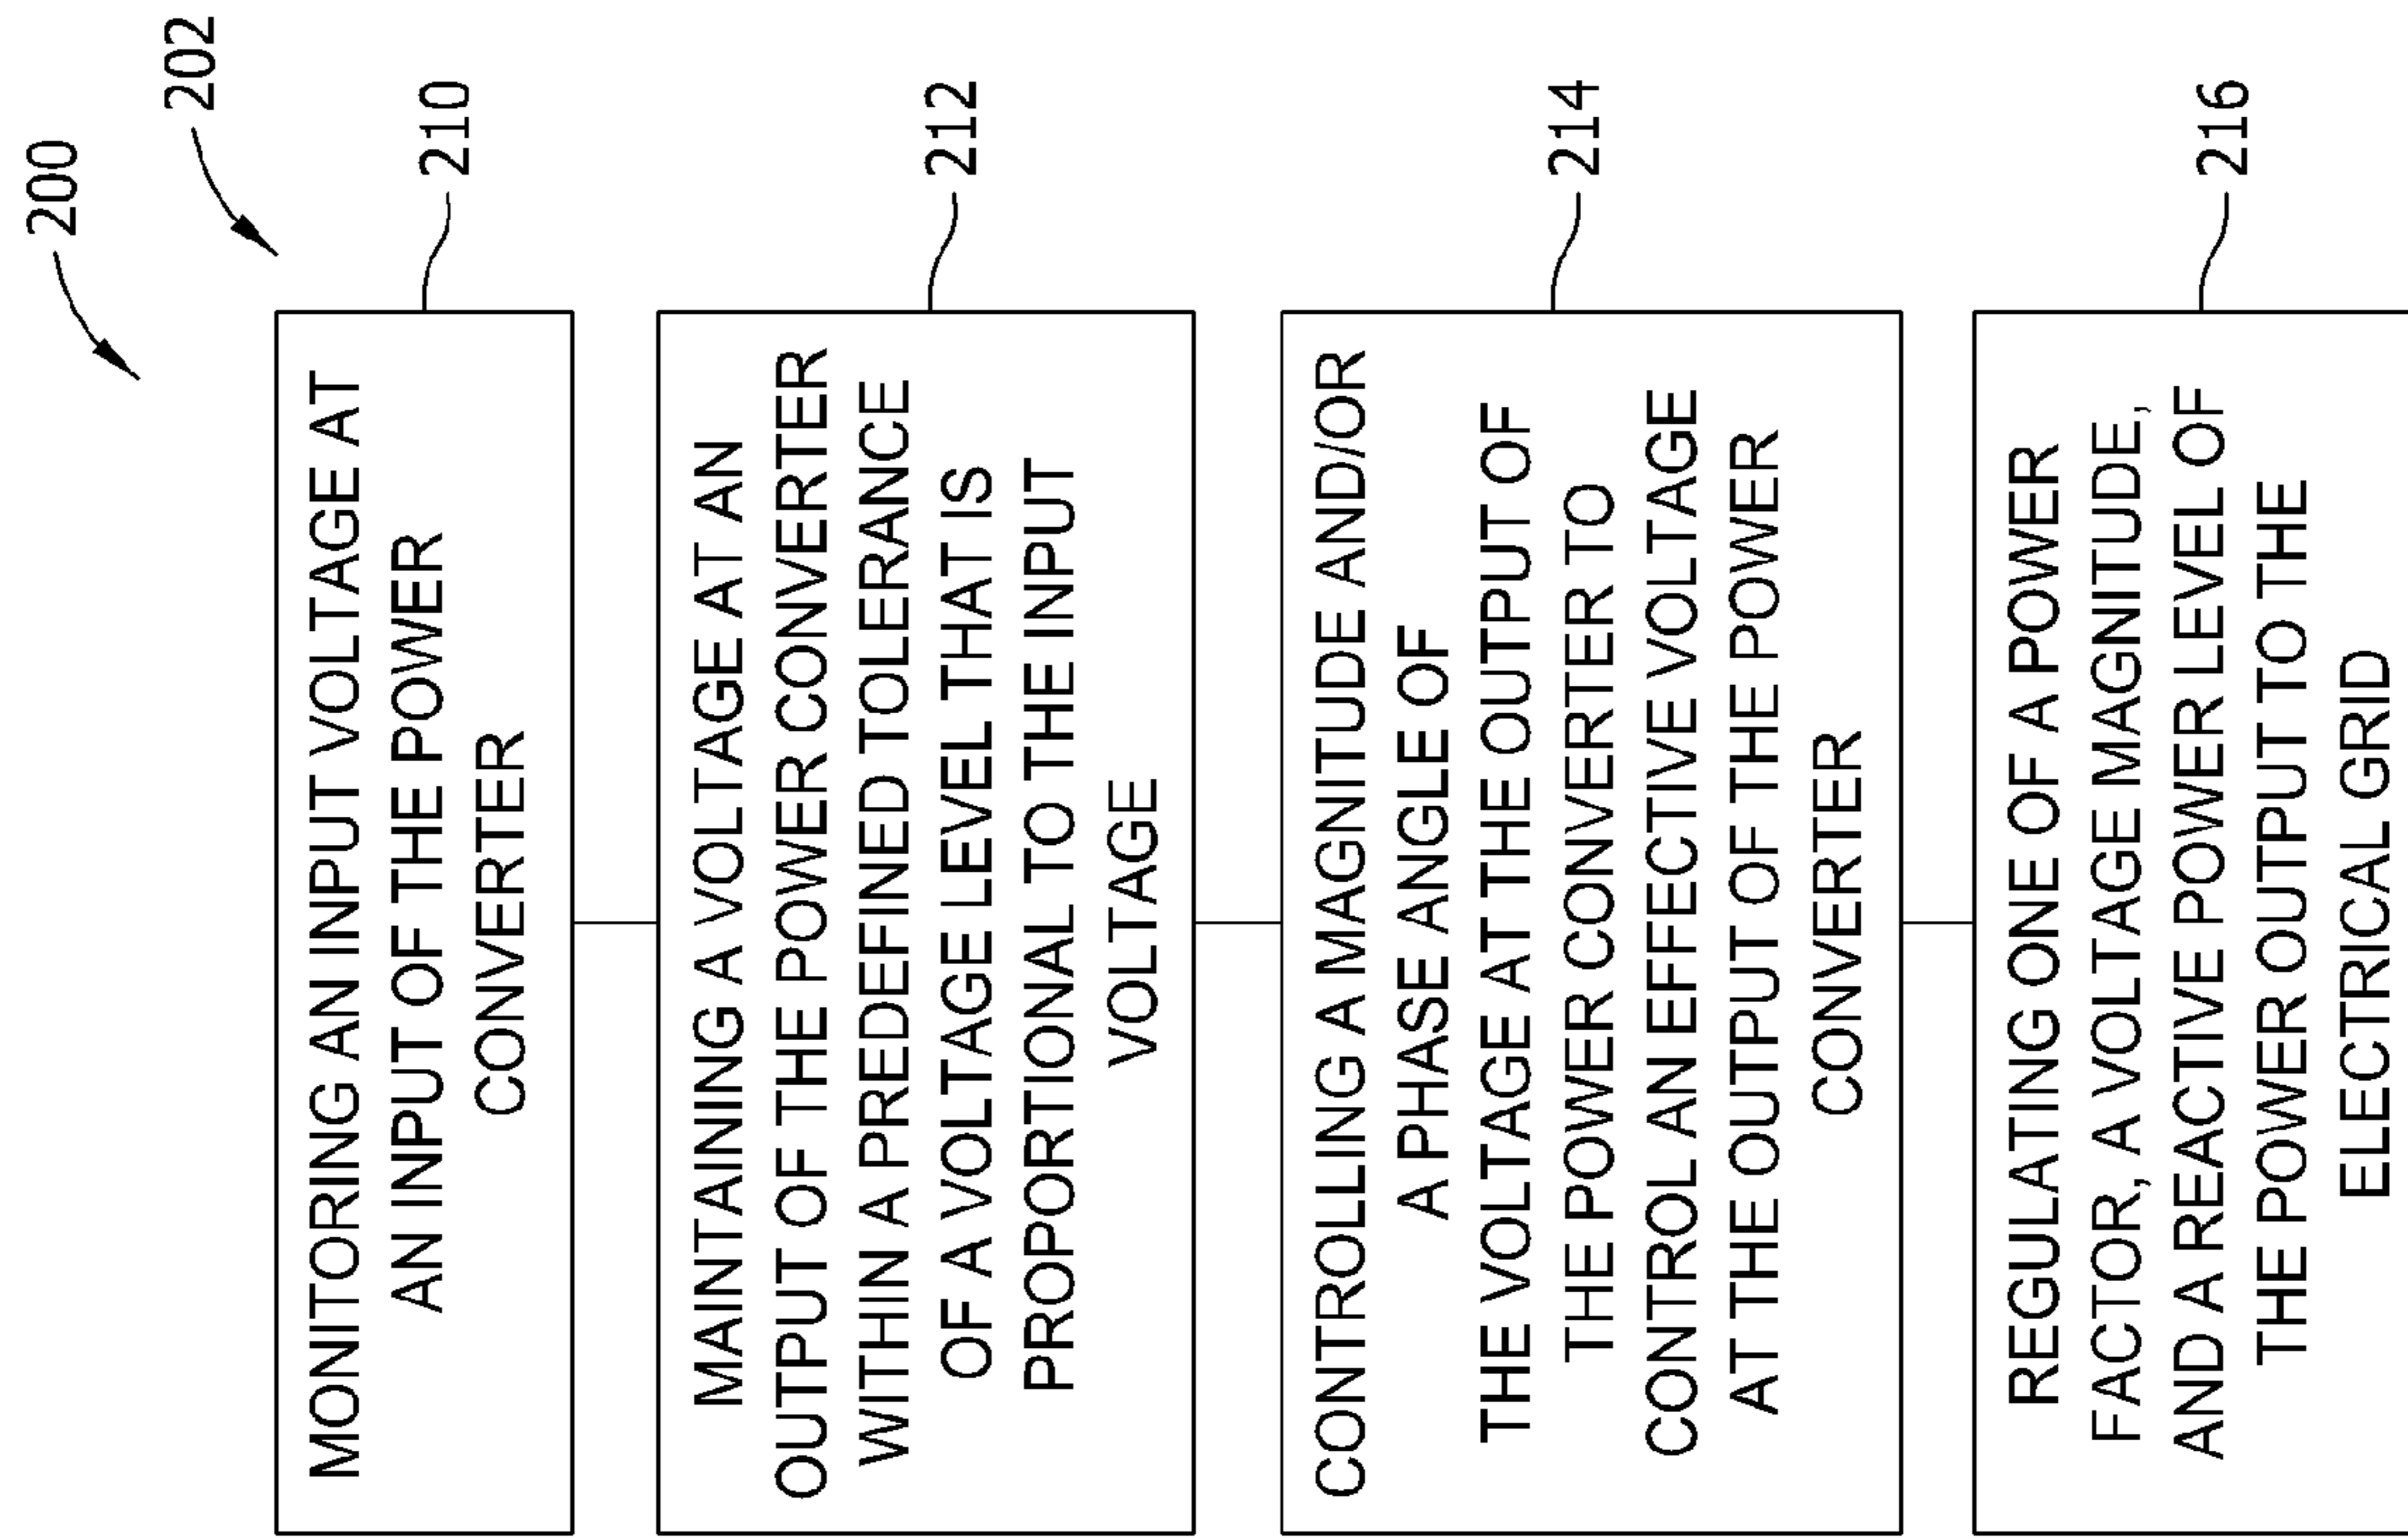 200
202
MONITORING AN INPUT VOLTAGE AT
AN INPUT OF THE POWER
CONVERTER
210
MAINTAINING A VOLTAGE AT AN
OUTPUT OF THE POWER CONVERTER
WITHIN A PREDEFINED TOLERANCE
OF A VOLTAGE LEVEL THAT IS
PROPORTIONAL TO THE INPUT
VOLTAGE
212
CONTROLLING A MAGNITUDE AND/OR
A PHASE ANGLE OF
THE VOLTAGE AT THE OUTPUT OF
THE POWER CONVERTER TO
CONTROL AN EFFECTIVE VOLTAGE
AT THE OUTPUT OF THE POWER
CONVERTER
214
REGULATING ONE OF A POWER
FACTOR, A VOLTAGE MAGNITUDE,
AND A REACTIVE POWER LEVEL OF
THE POWER OUTPUT TO THE
ELECTRICAL GRID
216